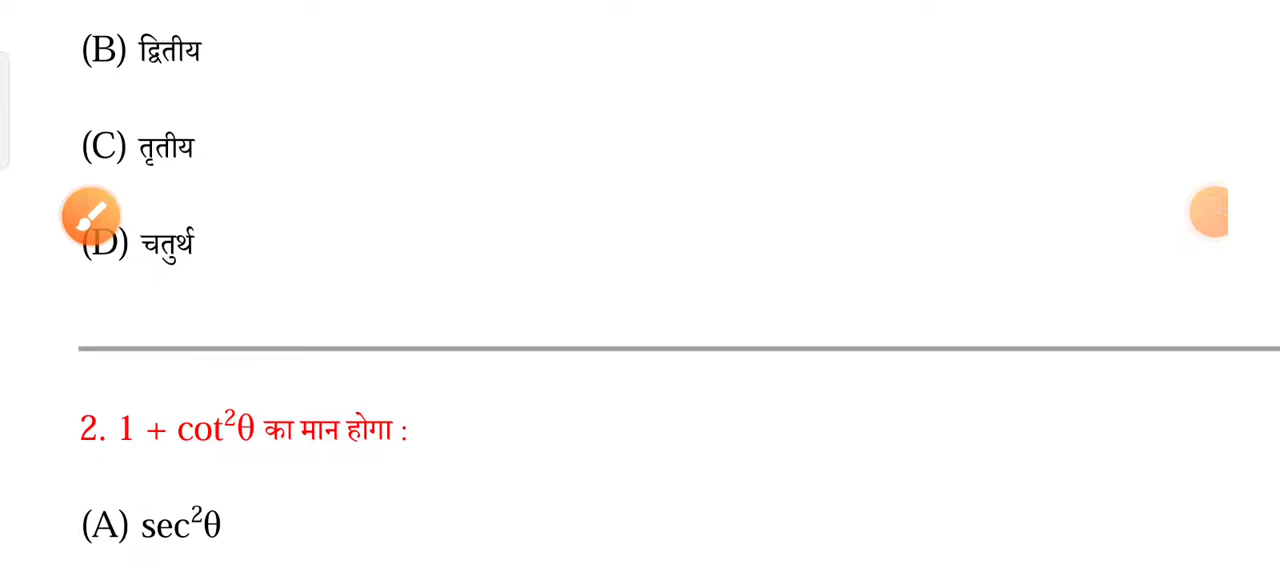 (B) द्वितीय
(C) तृतीय
(D) चतुर्थ
2. 1 + cot²θ का मान होगा :
(A) sec²θ